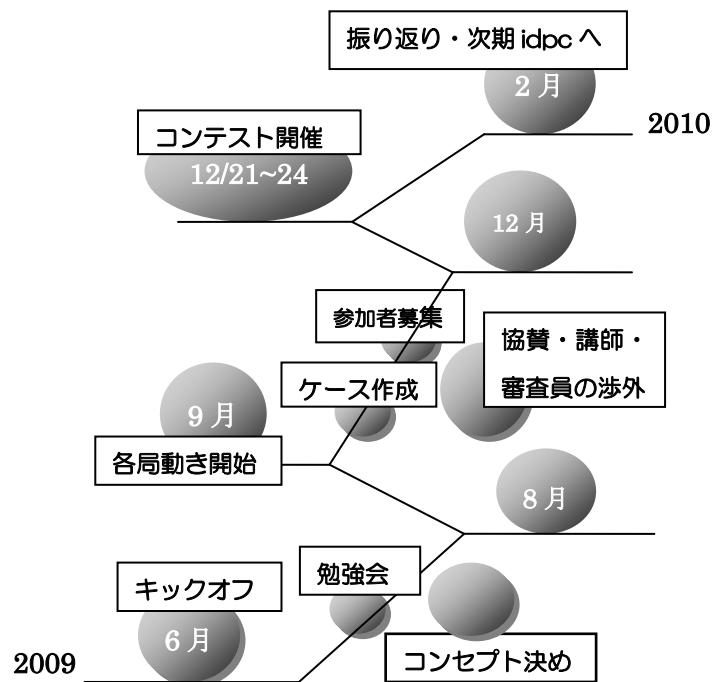 振り返り・次期 idpc へ
2 月
2010
コンテスト開催
12/21~24
12 月
参加者募集
協賛・講師・
審査員の渉外
ケース作成
9 月
各局動き開始
8 月
勉強会
キックオフ
6 月
コンセプト決め
2009